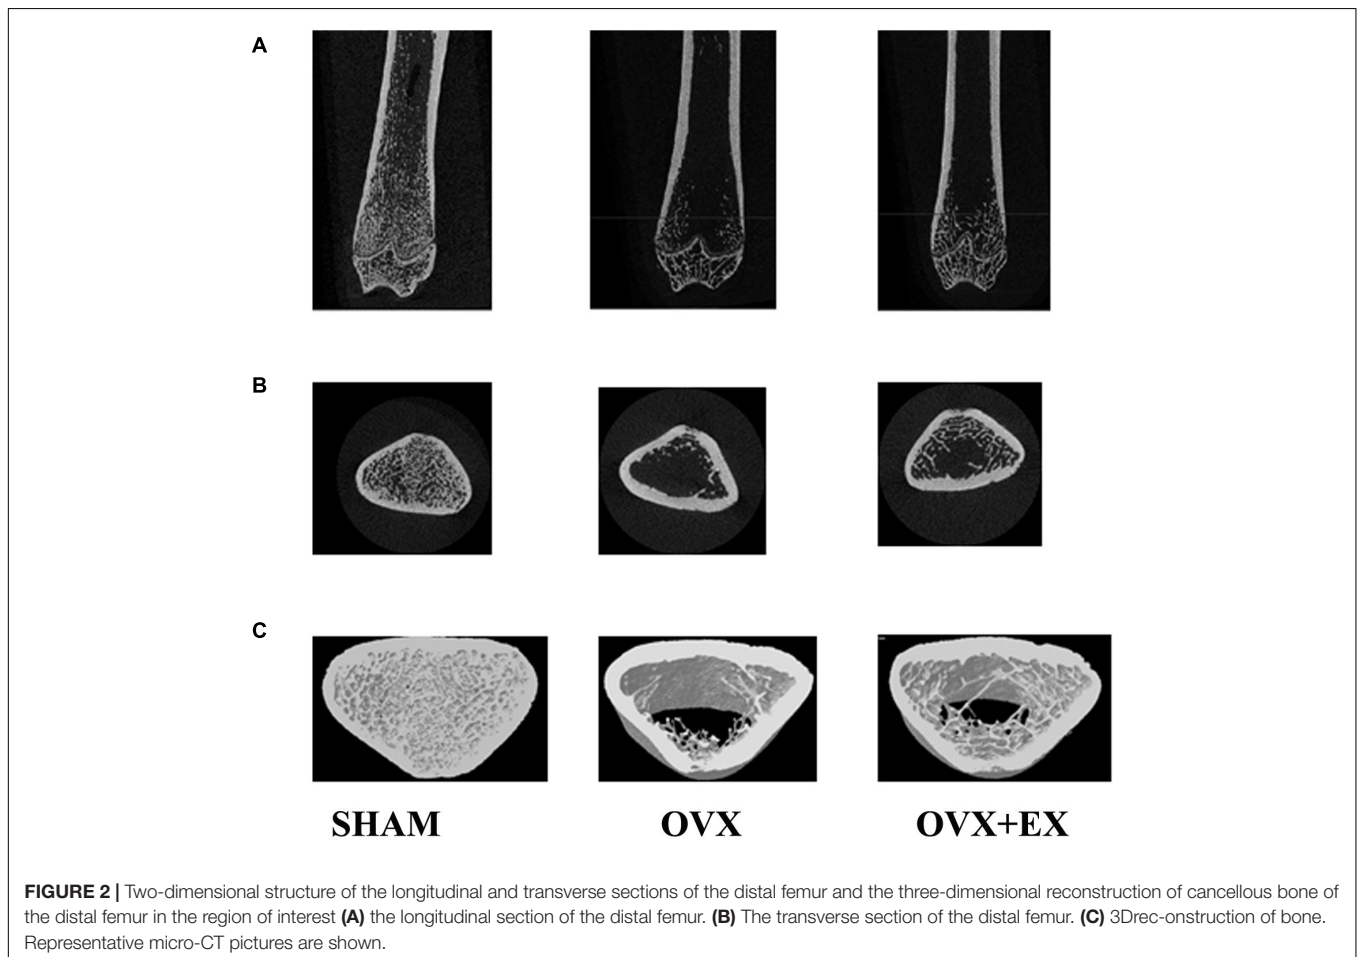 A
B
C
SHAM
OVX
OVX+EX
FIGURE 2 | Two-dimensional structure of the longitudinal and transverse sections of the distal femur and the three-dimensional reconstruction of cancellous bone of
the distal femur in the region of interest (A) the longitudinal section of the distal femur. (B) The transverse section of the distal femur. (C) 3Drec-onstruction of bone.
Representative micro-CT pictures are shown.